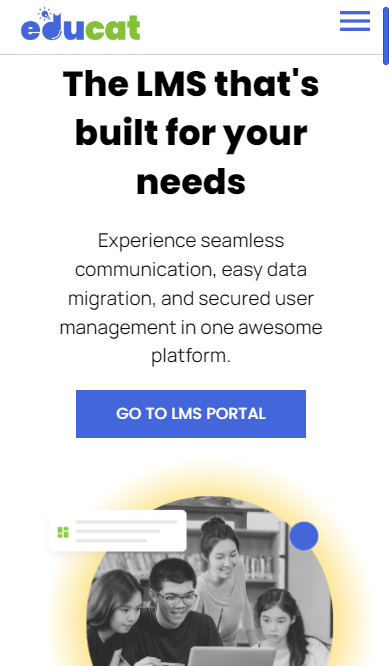 educat
The LMS that's
built for your
needs
Experience seamless
communication, easy data
migration, and secured user
management in one awesome
platform.
GO TO LMS PORTAL